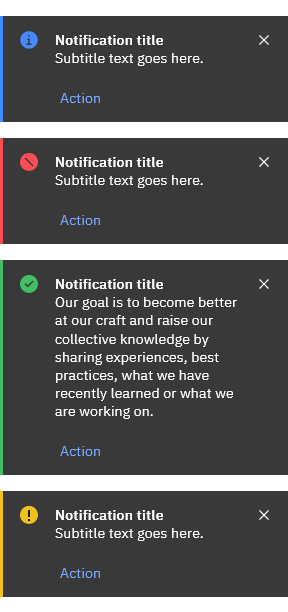 Notification title
Subtitle text goes here.
Action
Notification title
Subtitle text goes here.
Action
Notification title
Our goal is to become better
at our craft and raise our
collective knowledge by
sharing experiences, best
practices, what we have
recently learned or what we
are working on.
Action
Notification title
Subtitle text goes here.
Action